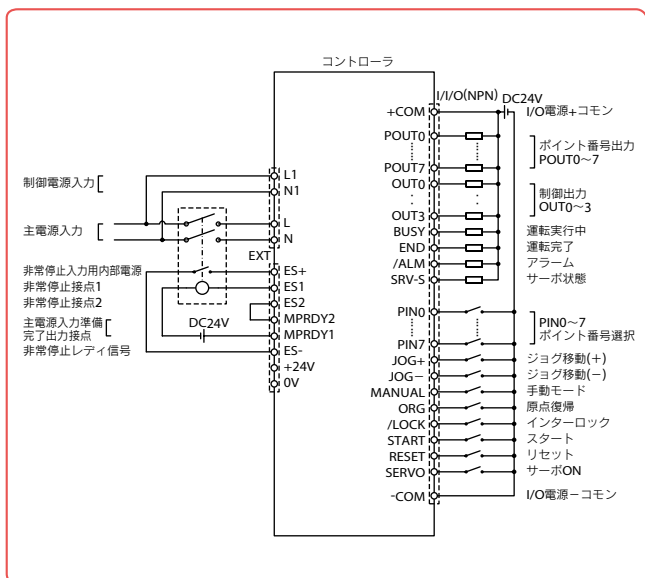 コントローラ
I/I/O(NPN)
DC24V
制御電源入力
主電源入力
非常停止入力用内部電源
非常停止接点1
非常停止接点2
主電源入力準備
完了出力接点
非常停止レディ信号
DC24V
L1
N1
L
N
EXT
ES+
ES1
ES2
MPRDY2
MPRDY1
ES-
+24V
0V
+COM
POUT0
POUT7
OUT0
OUT3
BUSY
END
/ALM
SRV-S
PIN0
PIN7
JOG+
JOG−
MANUAL
ORG
/LOCK
START
RESET
SERVO
-COM
I/O電源+コモン
ポイント番号出力
POUT0〜7
制御出力
OUT0〜3
運転実行中
運転完了
アラーム
サーボ状態
PIN0〜7
ポイント番号選択
ジョグ移動(+)
ジョグ移動(−)
手動モード
原点復帰
インターロック
スタート
リセット
サーボON
I/O電源−コモン